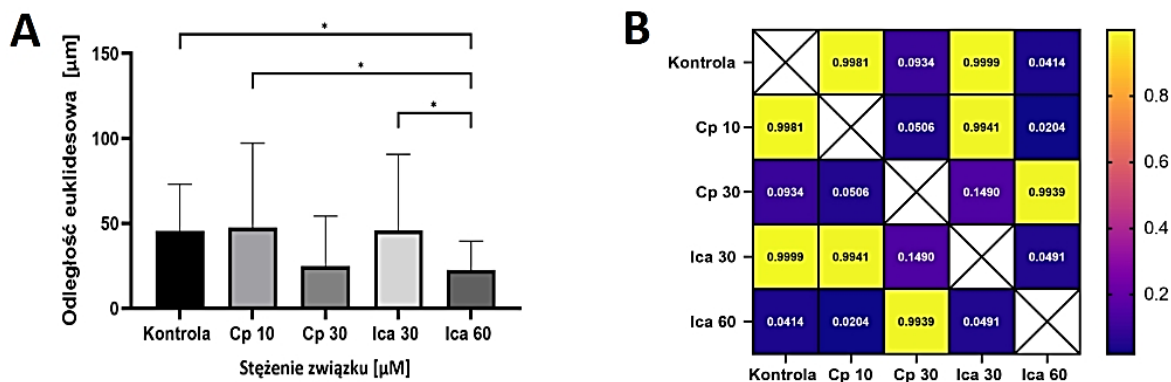 A
Odległość euklidesowa [µm]
150
100
50
0
*
*
*
Kontrola Cp 10 Cp 30 Ica 30 Ica 60
Stężenie związku [µM]
B
Kontrola 0.9981 0.0934 0.9999 0.0414
Cp 10 0.9981 0.0506 0.9941 0.0204
Cp 30 0.0934 0.0506 0.1490 0.9939
Ica 30 0.9999 0.9941 0.1490 0.0491
Ica 60 0.0414 0.0204 0.9939 0.0491
Kontrola Cp 10 Cp 30 Ica 30 Ica 60
0.8
0.6
0.4
0.2